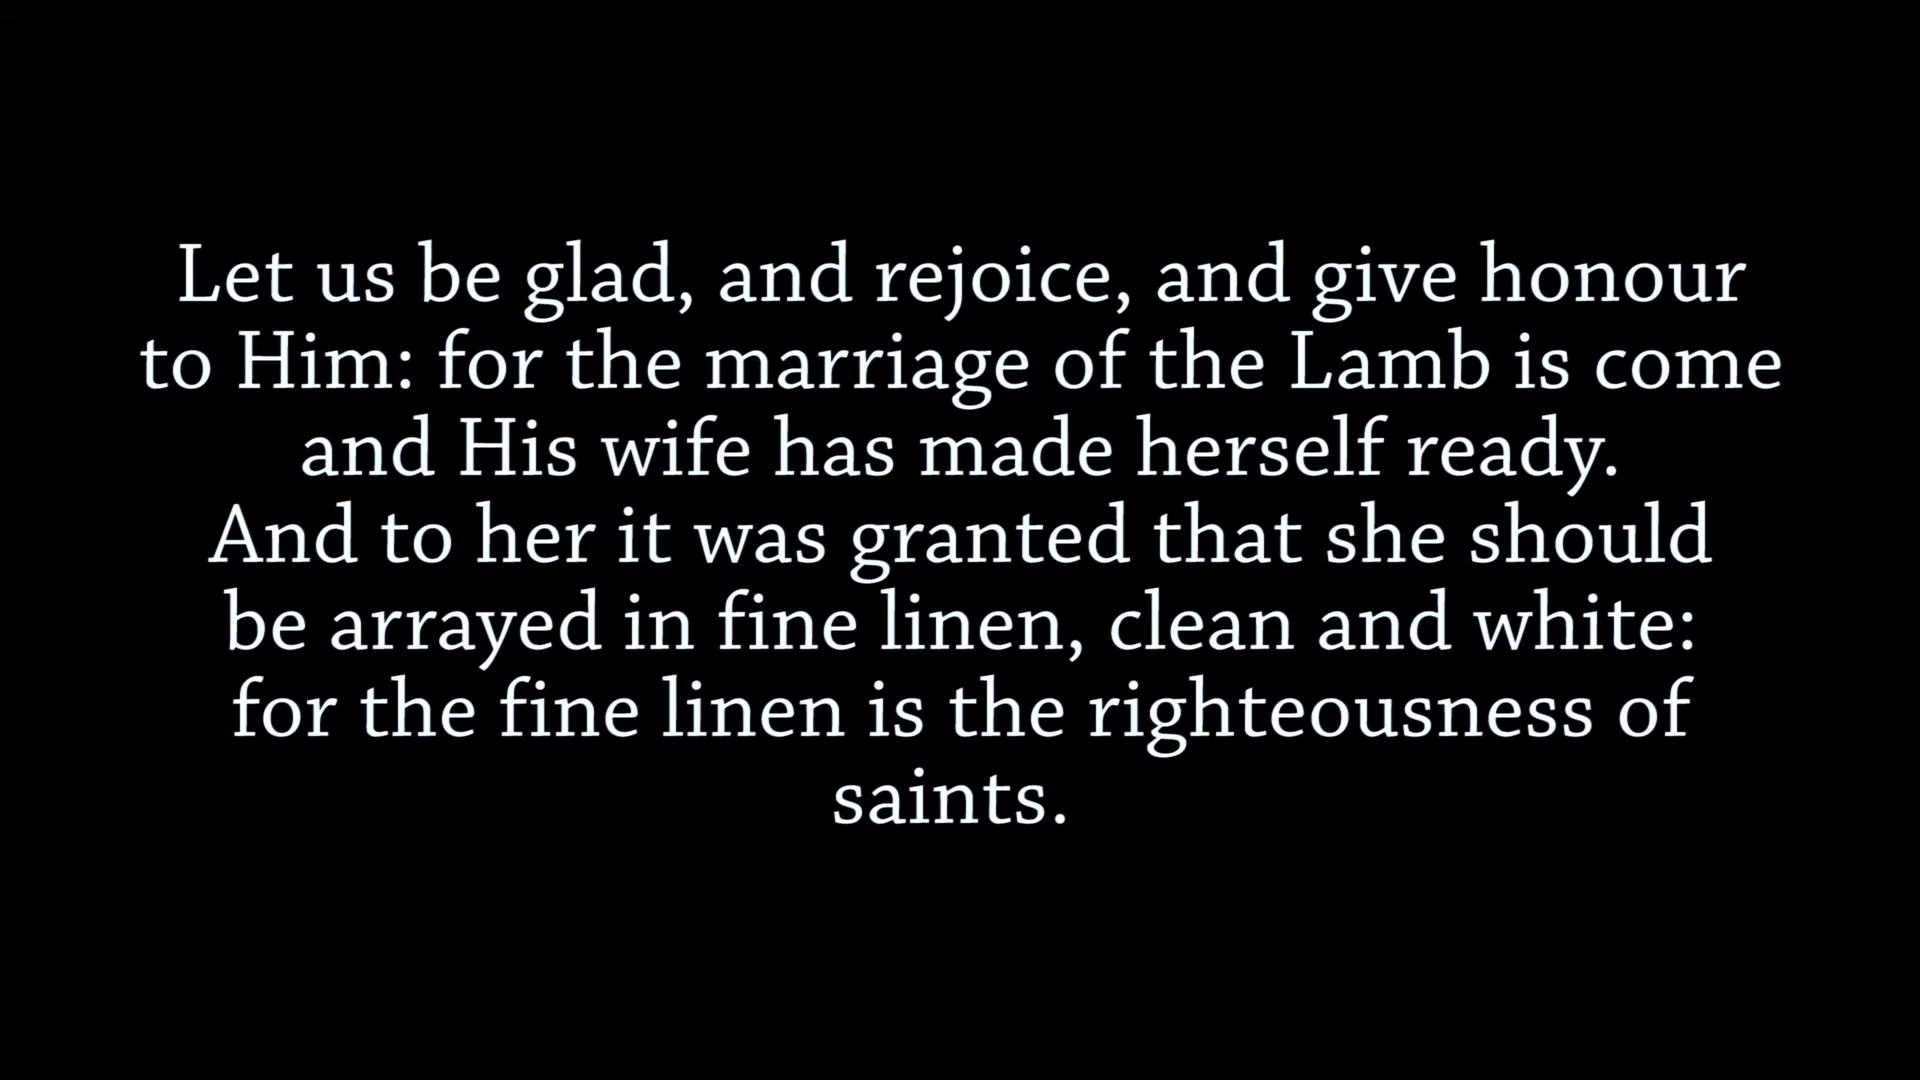 Let us be glad, and rejoice, and give honour
to Him: for the marriage of the Lamb is come
and His wife has made herself ready.
And to her it was granted that she should
be arrayed in fine linen, clean and white:
for the fine linen is the righteousness of
saints.